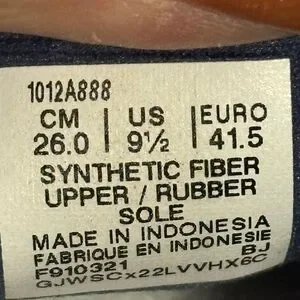 1012A888
CM | US | EURO
26.0 | 9½ | 41.5
SYNTHETIC FIBER
UPPER / RUBBER
SOLE
MADE IN INDONESIA
FABRIQUE EN INDONESIE
F910321 BJ
GJWSCx22LVVHX6C